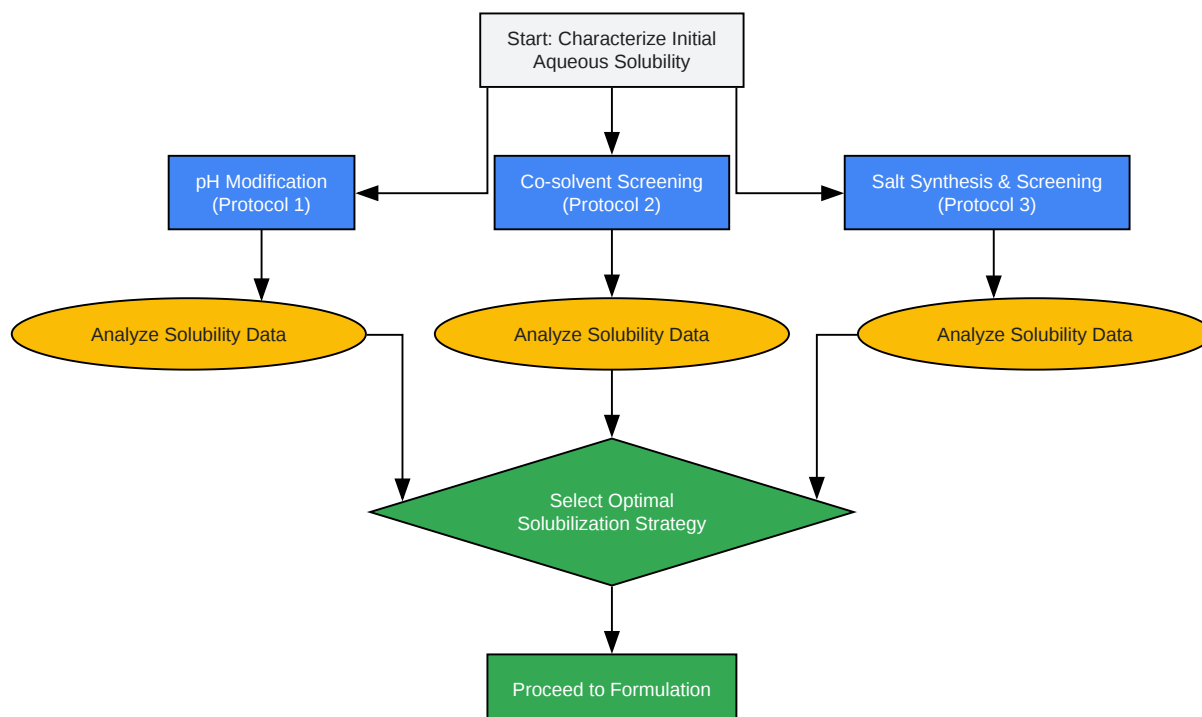 Start: Characterize Initial
Aqueous Solubility
pH Modification
(Protocol 1)
Co-solvent Screening
(Protocol 2)
Salt Synthesis & Screening
(Protocol 3)
Analyze Solubility Data
Analyze Solubility Data
Analyze Solubility Data
Select Optimal
Solubilization Strategy
Proceed to Formulation